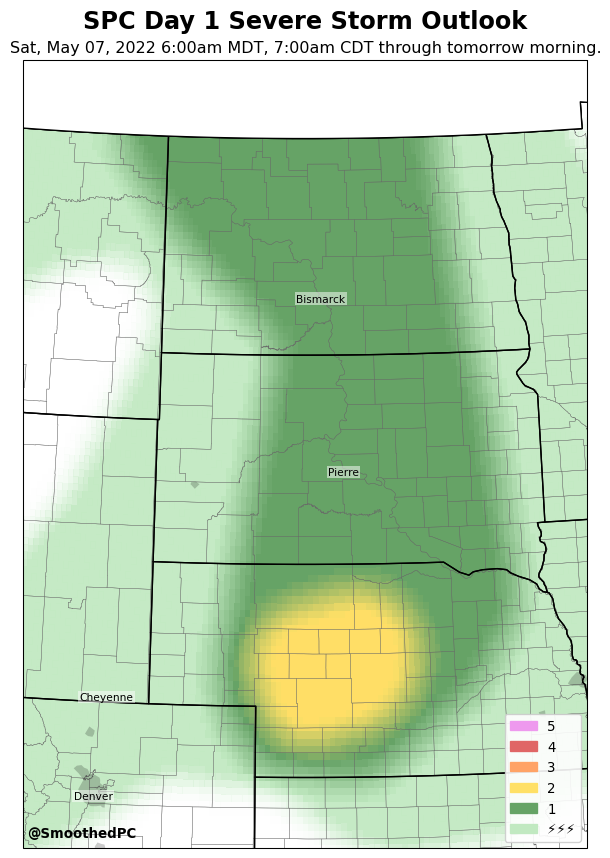 SPC Day 1 Severe Storm Outlook
Sat, May 07, 2022 6:00am MDT, 7:00am CDT through tomorrow morning.
Bismarck
Pierre
Cheyenne
Denver
5
4
3
2
1
⚡⚡⚡
@SmoothedPC